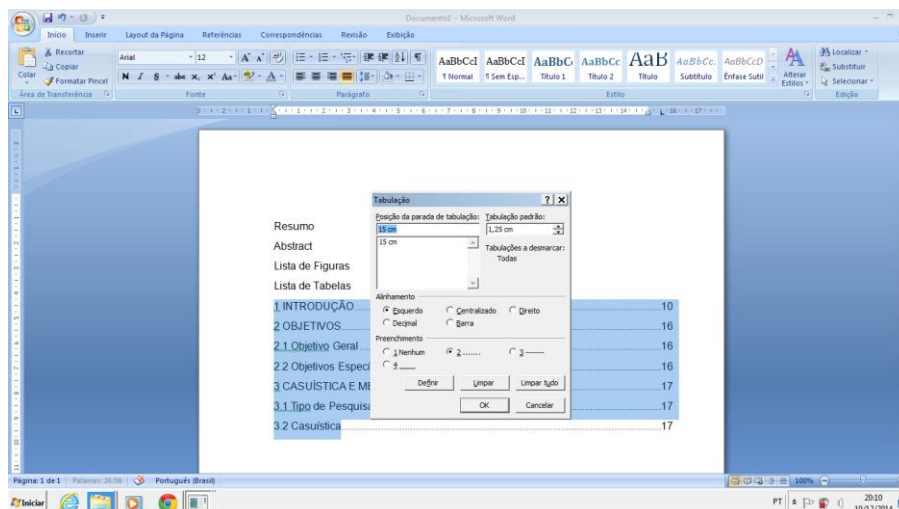 Documento1 - Microsoft Word
Início Inserir Layout da Página Referências Correspondências Revisão Exibição
Colar
Recortar
Copiar
Formatar Pincel
Área de Transferência
Arial 12
N I S abe x, x² Aa
Fonte
Parágrafo
AaBbCcI AaBbCcI AaBbC AaBbCc AaB AaBbCc. AaBbCcD
¶ Normal ¶ Sem Esp... Título 1 Título 2 Título Subtítulo Ênfase Sutil
Alterar Estilos
Estilo
Localizar
Substituir
Selecionar
Edição
Resumo
Abstract
Lista de Figuras
Lista de Tabelas
1 INTRODUÇÃO 10
2 OBJETIVOS 16
2.1 Objetivo Geral 16
2.2 Objetivos Especí 16
3 CASUÍSTICA E MÉ 17
3.1 Tipo de Pesquisa 17
3.2 Casuística 17
Tabulação
Posição da parada de tabulação: Tabulação padrão:
15 cm 1,25 cm
15 cm
Tabulações a desmarcar:
Todas
Alinhamento
Esquerdo Centralizado Direito
Decimal Barra
Preenchimento
1 Nenhum 2 ....... 3 -------
4 ____
Definir Limpar Limpar tudo
OK Cancelar
Página: 1 de 1 Palavras: 26/56 Português (Brasil) 100%
Iniciar PT 20:10
10/12/2014